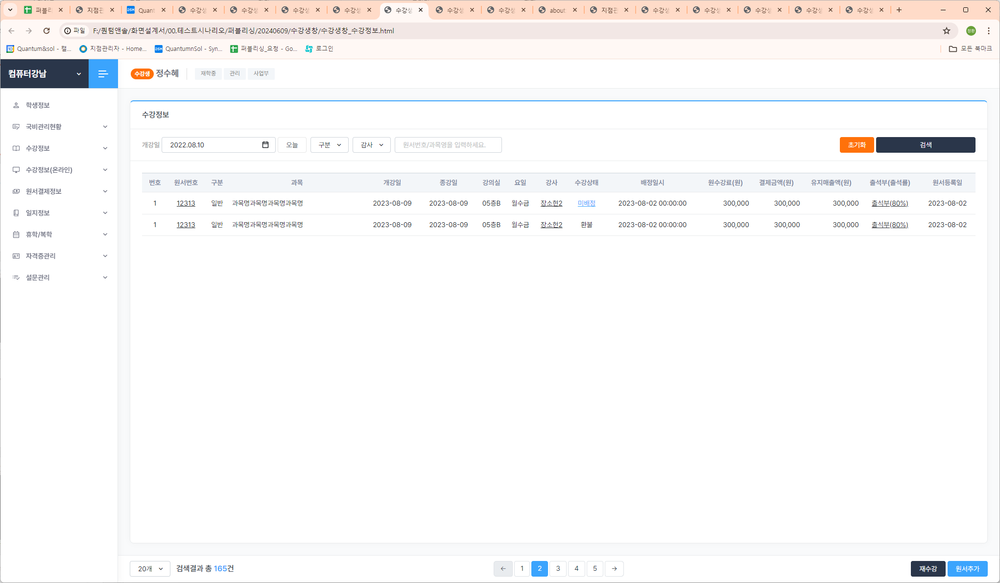 퍼블리 지점관 Quant 수강생 수강생 수강생 수강생 수강생 수강생 수강생 about: 지점관 수강생 수강생 수강생 수강생 수강생
파일 F:/퀀텀앤솔/화면설계서/00.테스트시나리오/퍼블리싱/20240609/수강생창/수강생창_수강정보.html 정환
Quantum&sol - 캘... 지점관리자 - Home... QuantumnSol - Syn... 퍼블리싱_요청 - Go... 로그인 모든 북마크
컴퓨터강남
수강생 정수혜 재학중 관리 사업부
학생정보
국비관리현황
수강정보
수강정보(온라인)
원서결제정보
일지정보
휴학/복학
자격증관리
설문관리
수강정보
개강일 2022.08.10 오늘 구분 감사 원서번호/과목영을 입력하세요. 초기화 검색
번호 원서번호 구분 과목 개강일 종강일 강의실 요일 강사 수강상태 배정일시 원수강료(원) 결제금액(원) 유지매출액(원) 출석부(출석률) 원서등록일
1 12313 일반 과목명과목명과목명과목명 2023-08-09 2023-08-09 05층B 월수금 장소현2 미배정 2023-08-02 00:00:00 300,000 300,000 300,000 출석부(80%) 2023-08-02
1 12313 일반 과목명과목명과목명과목명 2023-08-09 2023-08-09 05층B 월수금 장소현2 환불 2023-08-02 00:00:00 300,000 300,000 300,000 출석부(80%) 2023-08-02
20개 검색결과 총 165건 ← 1 2 3 4 5 → 재수강 원서추가